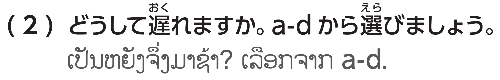 (2) どうして遅れますか。a-d から選びましょう。
ເປັນຫຍັງຈຶ່ງມາຊ້າ? ເລືອກຈາກ a-d.